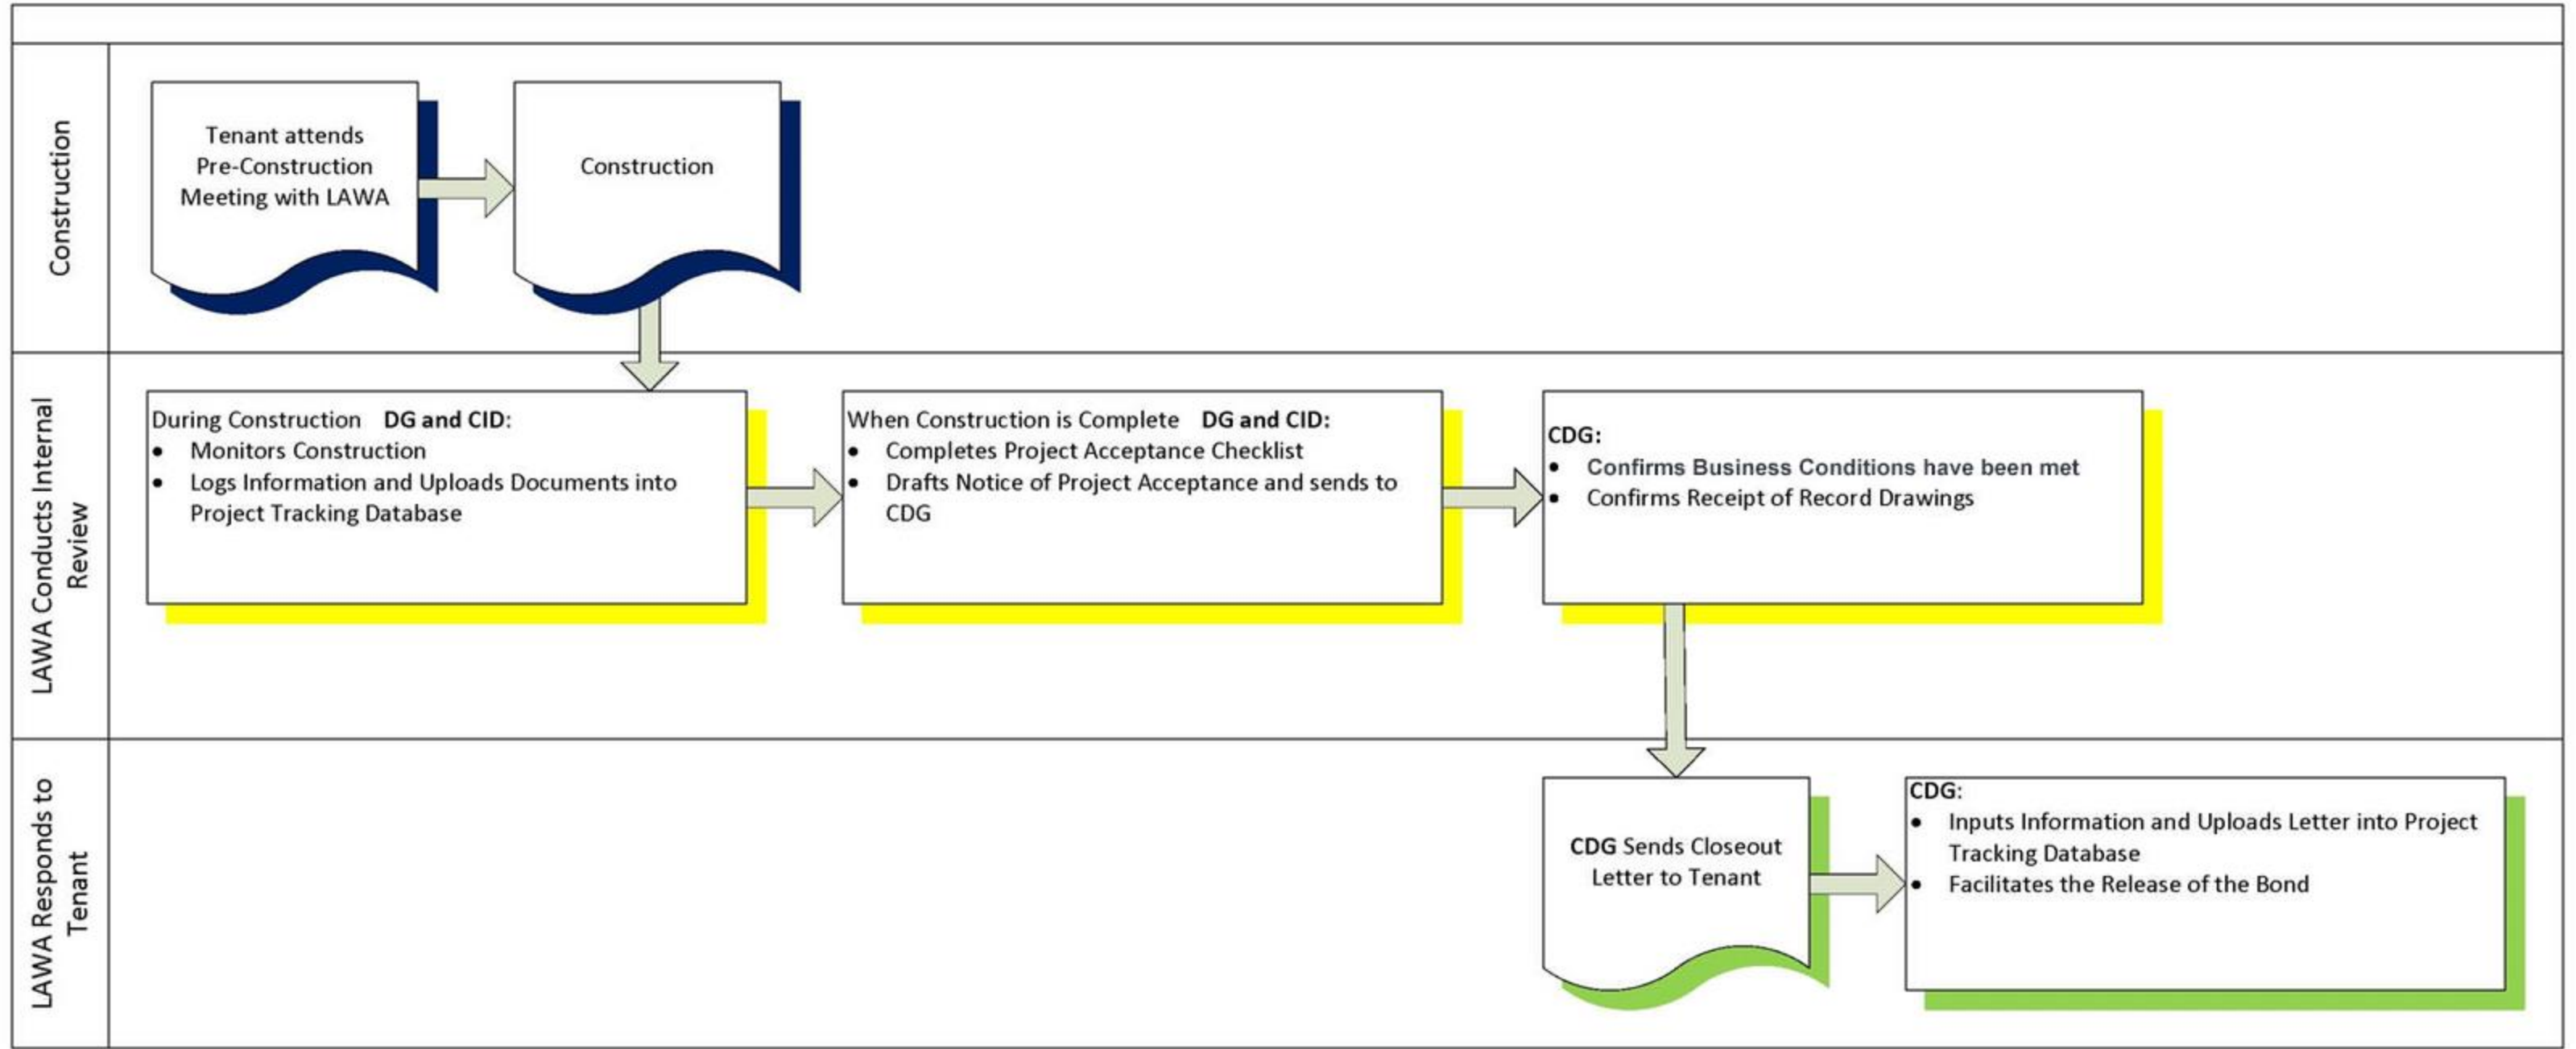 Construction
Tenant attends
Pre-Construction
Meeting with LAWA
Construction
LAWA Conducts Internal
Review
During Construction DG and CID:
• Monitors Construction
• Logs Information and Uploads Documents into
Project Tracking Database
When Construction is Complete DG and CID:
• Completes Project Acceptance Checklist
• Drafts Notice of Project Acceptance and sends to
CDG
CDG:
• Confirms Business Conditions have been met
• Confirms Receipt of Record Drawings
LAWA Responds to
Tenant
CDG Sends Closeout
Letter to Tenant
CDG:
• Inputs Information and Uploads Letter into Project
Tracking Database
• Facilitates the Release of the Bond